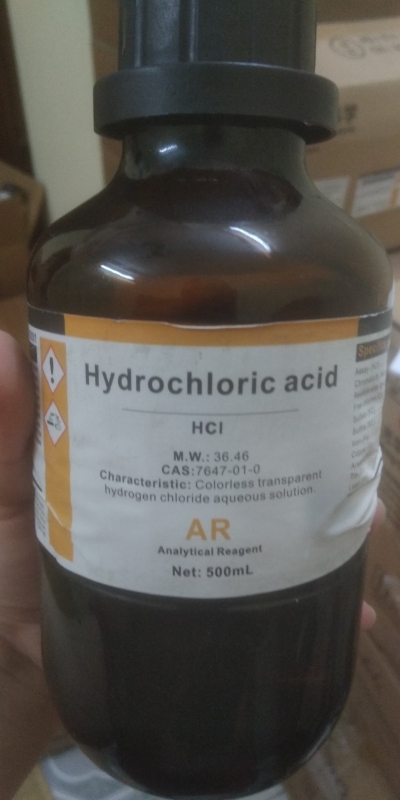 Hydrochloric acid
HCl
M.W.: 36.46
CAS:7647-01-0
Characteristic: Colorless transparent
hydrogen chloride aqueous solution.
AR
Analytical Reagent
Net: 500mL